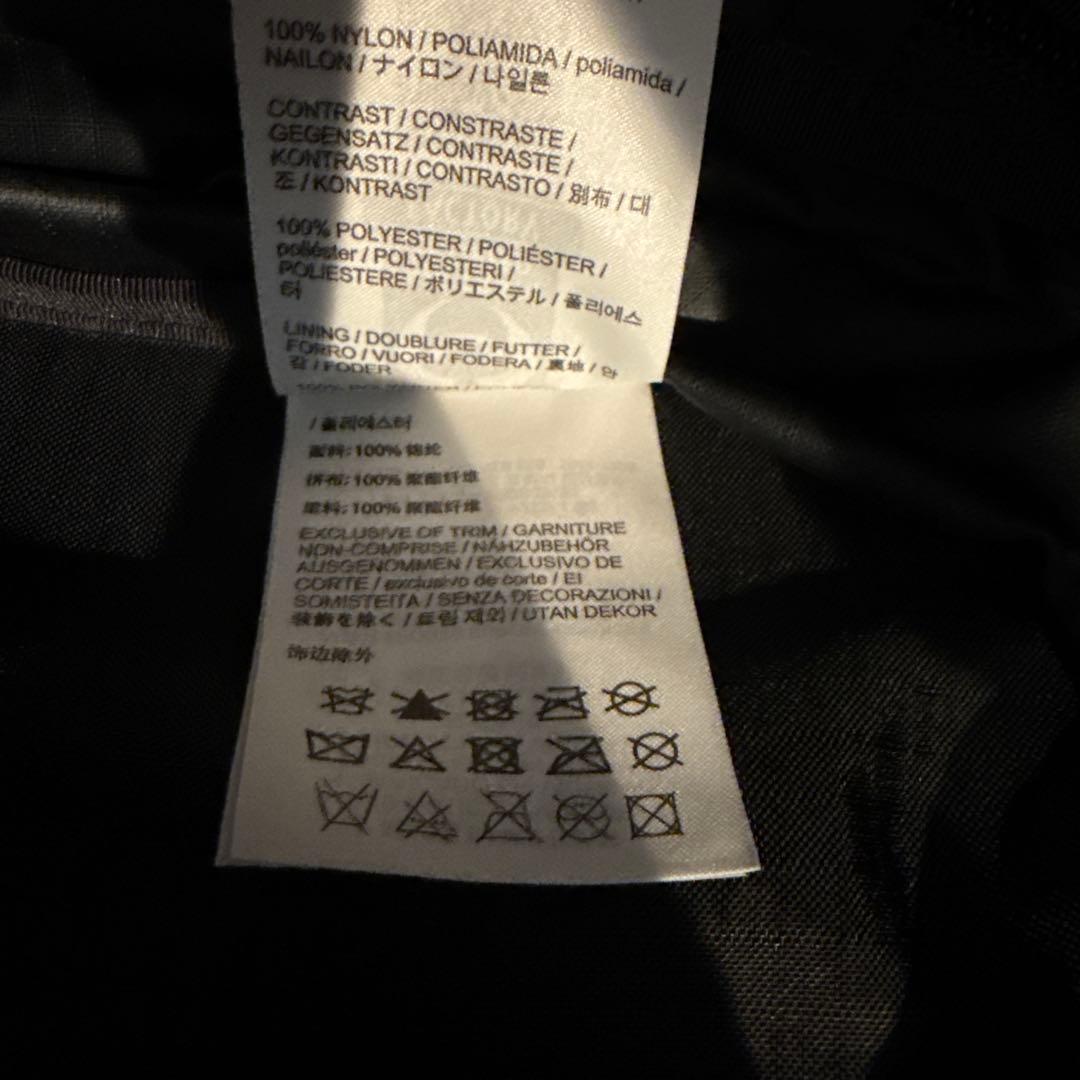 100% NYLON / POLIAMIDA / poliamida /
NAILON / ナイロン / 나일론
CONTRAST / CONSTRASTE /
GEGENSATZ / CONTRASTE /
KONTRASTI / CONTRASTO / 別布 / 대
조 / KONTRAST
100% POLYESTER / POLIÉSTER /
poliéster / POLYESTERI /
POLIESTERE / ポリエステル / 폴리에스
터
LINING / DOUBLURE / FUTTER /
FORRO / VUORI / FODERA / 裏地 / 안
감 / FODER
100% POLYESTER /
/ 폴리에스터
面料: 100% 锦纶
拼布: 100% 聚酯纤维
里料: 100% 聚酯纤维
EXCLUSIVE OF TRIM / GARNITURE
NON-COMPRISE / NÄHZUBEHÖR
AUSGENOMMEN / EXCLUSIVO DE
CORTE / exclusivo de corte / EI
SOMISTEITA / SENZA DECORAZIONI /
装飾を除く / 트림 제외 / UTAN DEKOR
饰边除外